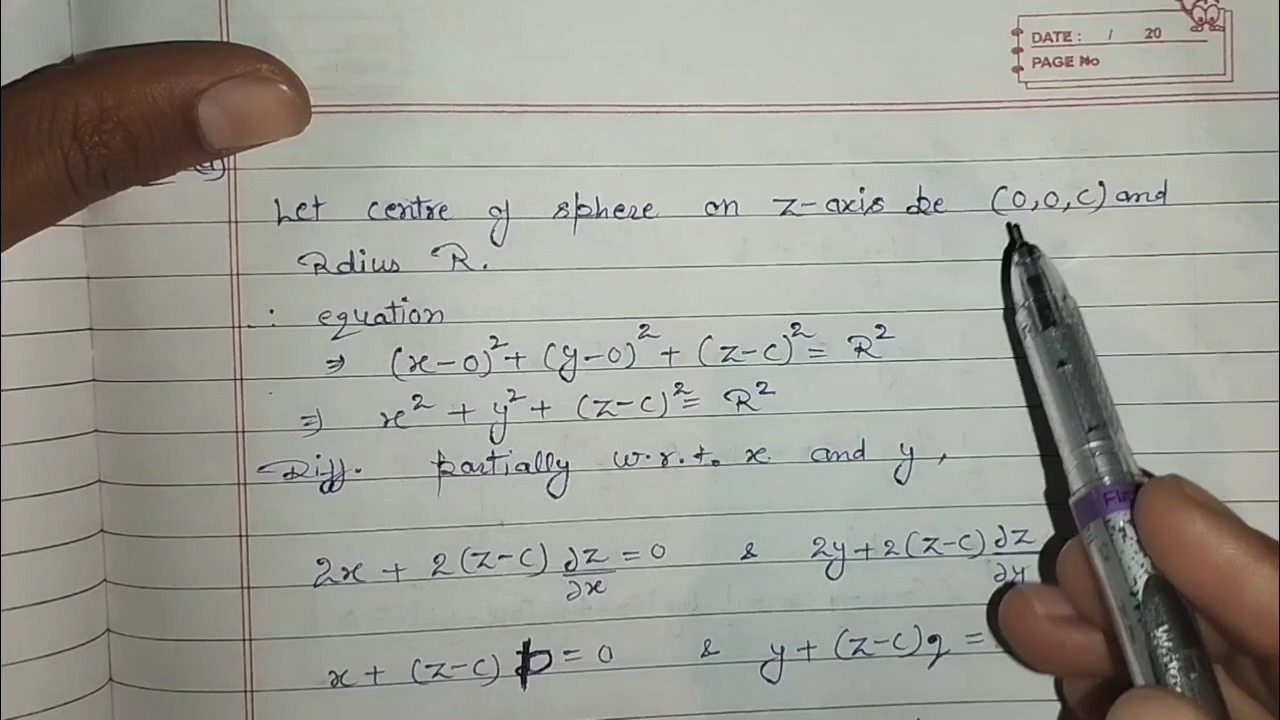 DATE : / 20
PAGE No
Let centre of sphere on z-axis be (0,0,c) and
Rdius R.
∴ equation
⇒ (x-0)² + (y-0)² + (z-c)² = R²
⇒ x² + y² + (z-c)² = R²
Diff. partially w.r.t. x and y,
2x + 2(z-c) ∂z/∂x = 0 & 2y + 2(z-c) ∂z/∂y
x + (z-c) p = 0 & y + (z-c)q =